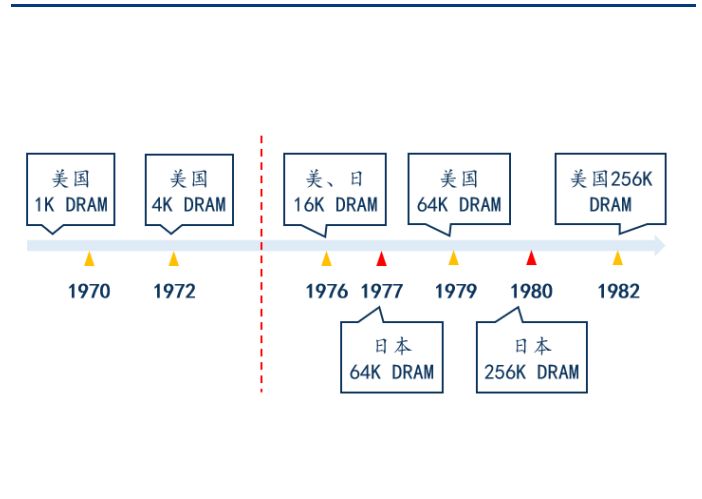 美国
1K DRAM
美国
4K DRAM
美、日
16K DRAM
美国
64K DRAM
美国256K
DRAM
1970
1972
1976
1977
1979
1980
1982
日本
64K DRAM
日本
256K DRAM